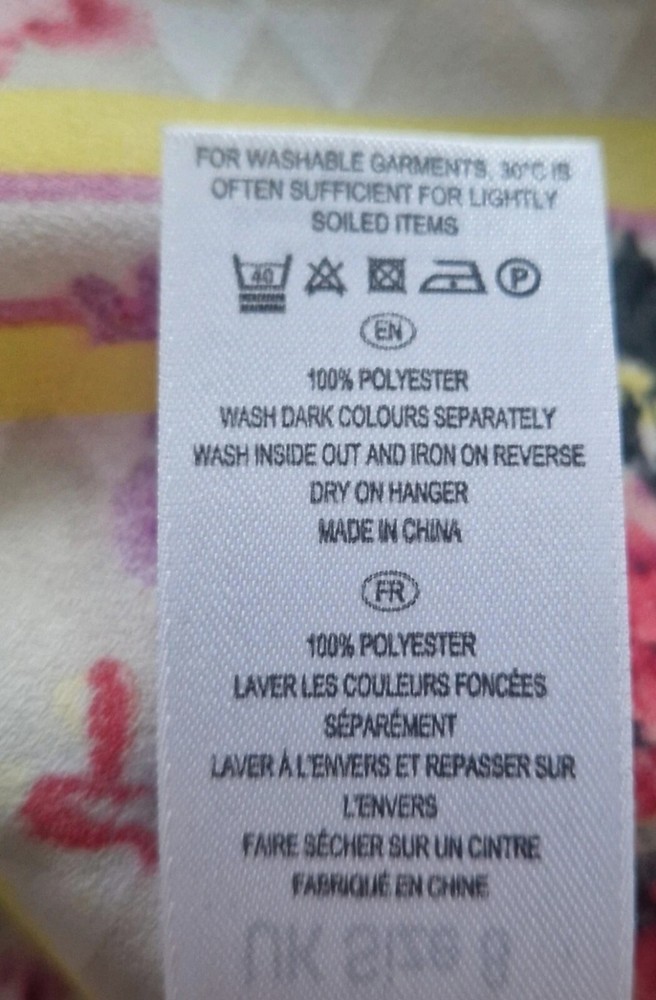 FOR WASHABLE GARMENTS, 30°C IS
OFTEN SUFFICIENT FOR LIGHTLY
SOILED ITEMS
40
P
EN
100% POLYESTER
WASH DARK COLOURS SEPARATELY
WASH INSIDE OUT AND IRON ON REVERSE
DRY ON HANGER
MADE IN CHINA
FR
100% POLYESTER
LAVER LES COULEURS FONCÉES
SÉPARÉMENT
LAVER À L'ENVERS ET REPASSER SUR
L'ENVERS
FAIRE SÉCHER SUR UN CINTRE
FABRIQUÉ EN CHINE
UK Size